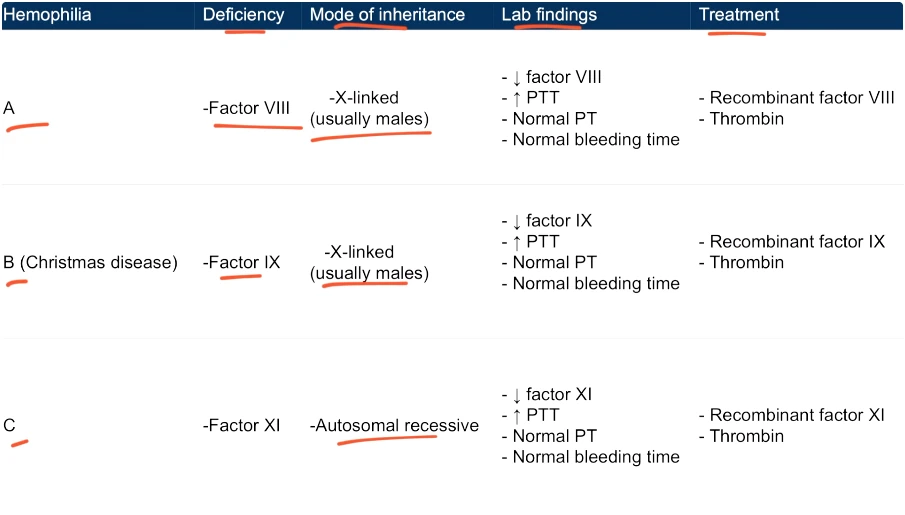 Hemophilia Deficiency Mode of inheritance Lab findings Treatment
A
-Factor VIII
-X-linked
(usually males)
- ↓ factor VIII
- ↑ PTT
- Normal PT
- Normal bleeding time
- Recombinant factor VIII
- Thrombin
B (Christmas disease)
-Factor IX
-X-linked
(usually males)
- ↓ factor IX
- ↑ PTT
- Normal PT
- Normal bleeding time
- Recombinant factor IX
- Thrombin
C
-Factor XI
-Autosomal recessive
- ↓ factor XI
- ↑ PTT
- Normal PT
- Normal bleeding time
- Recombinant factor XI
- Thrombin